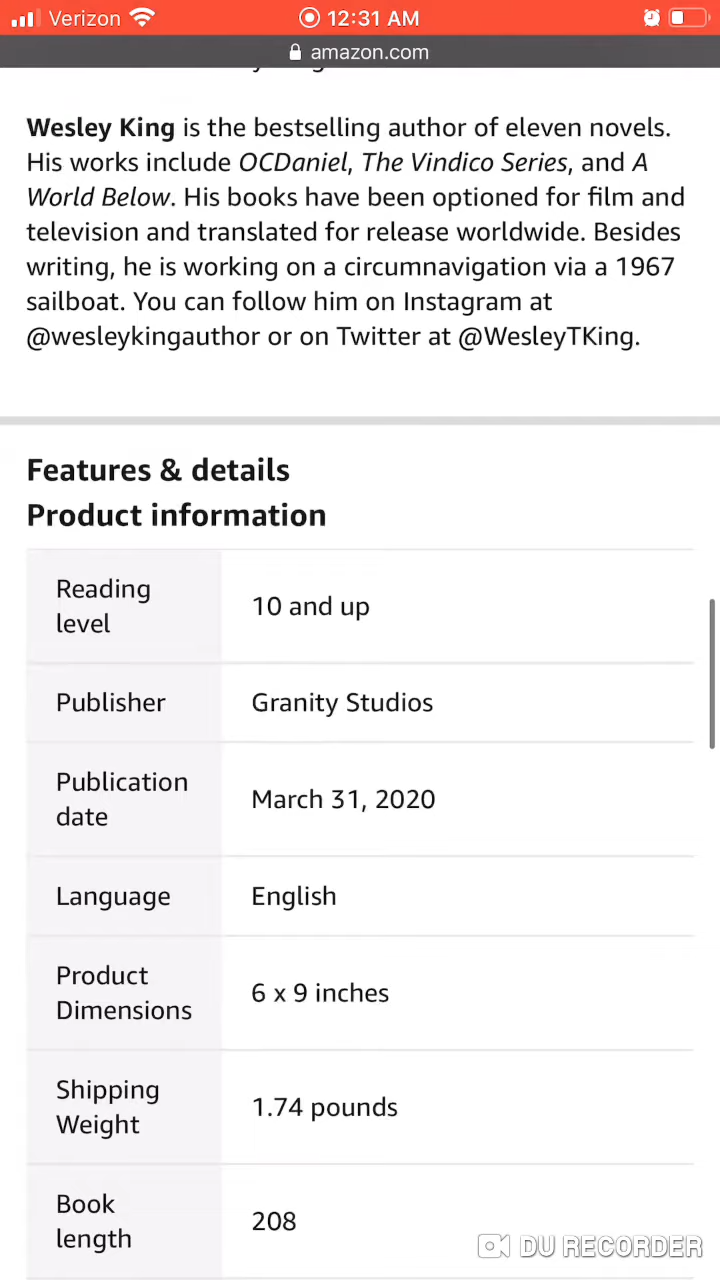 Verizon 12:31 AM
amazon.com
Wesley King is the bestselling author of eleven novels.
His works include OCDaniel, The Vindico Series, and A
World Below. His books have been optioned for film and
television and translated for release worldwide. Besides
writing, he is working on a circumnavigation via a 1967
sailboat. You can follow him on Instagram at
@wesleykingauthor or on Twitter at @WesleyTKing.
Features & details
Product information
Reading
level
10 and up
Publisher
Granity Studios
Publication
date
March 31, 2020
Language
English
Product
Dimensions
6 x 9 inches
Shipping
Weight
1.74 pounds
Book
length
208
DU RECORDER